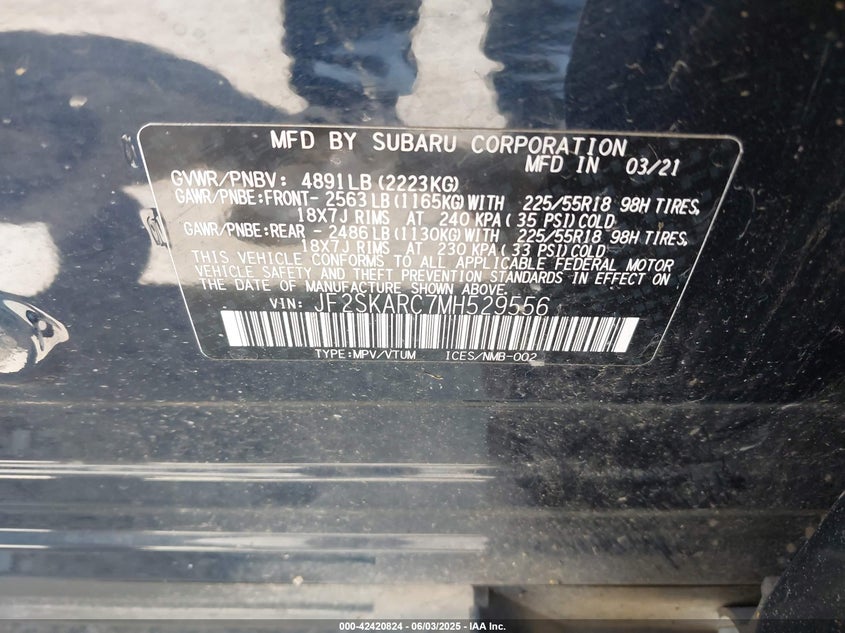 MFD BY SUBARU CORPORATION
MFD IN 03/21
GVWR/PNBV: 4891LB(2223KG)
GAWR/PNBE:FRONT- 2563LB(1165KG)WITH 225/55R18 98H TIRES,
18X7J RIMS AT 240 KPA(35 PSI)COLD
GAWR/PNBE:REAR - 2486LB(1130KG)WITH 225/55R18 98H TIRES,
18X7J RIMS AT 230 KPA(33 PSI)COLD
THIS VEHICLE CONFORMS TO ALL APPLICABLE FEDERAL MOTOR
VEHICLE SAFETY AND THEFT PREVENTION STANDARDS IN EFFECT ON
THE DATE OF MANUFACTURE SHOWN ABOVE.
VIN: JF2SKARC7MH529556
TYPE:MPV/VTUM ICES/NMB-002
000-42420824 - 06/03/2025 - IAA Inc.